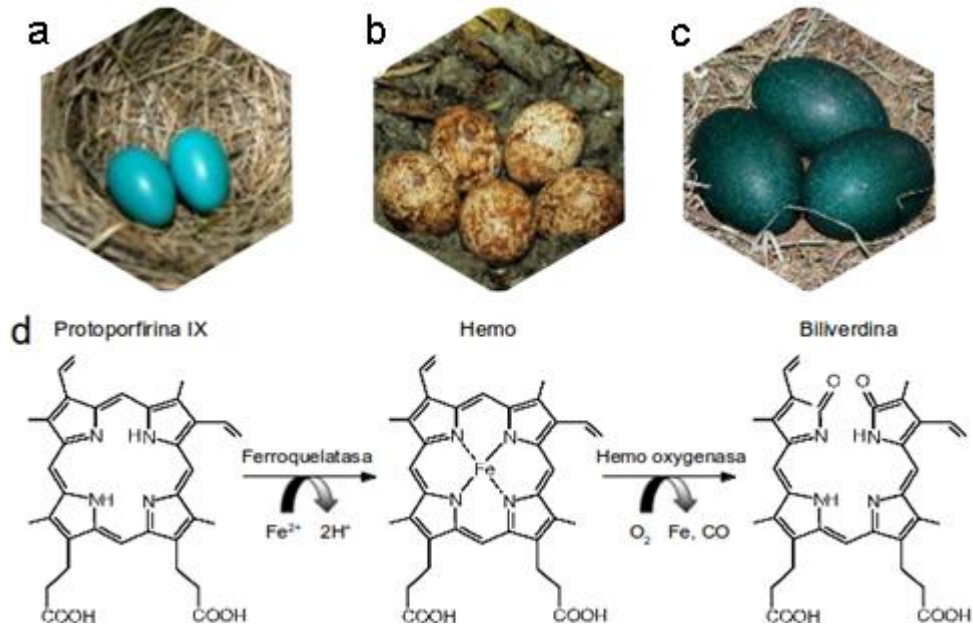 a b c
d Protoporfirina IX Hemo Biliverdina
N HN N N O O
Fe N HN
NH N N N NH N
Ferroquelatasa Hemo oxygenasa
Fe²⁺ 2H⁺ O₂ Fe, CO
COOH COOH COOH COOH COOH COOH